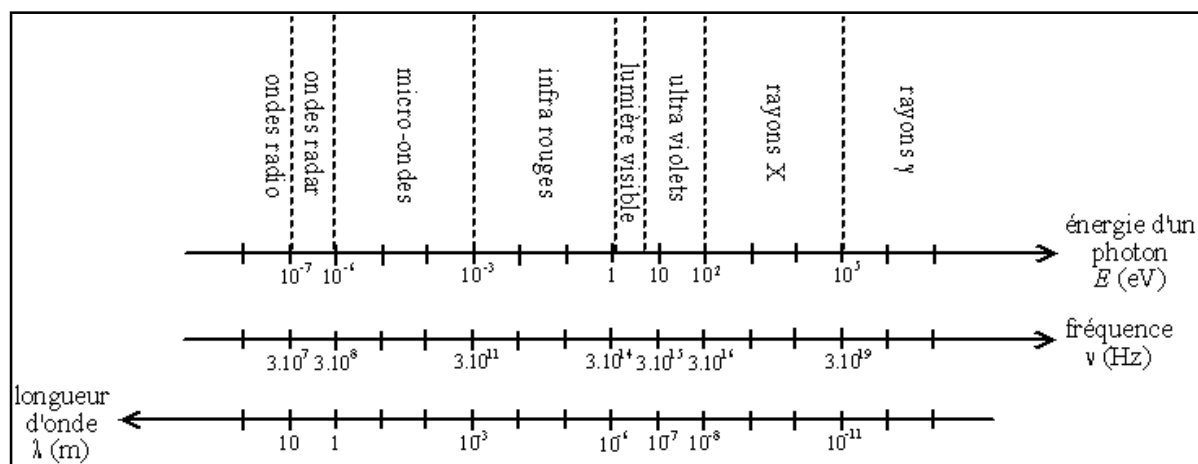 ondes radio
ondes radar
micro-ondes
infra rouges
lumière visible
ultra violets
rayons X
rayons γ
10⁻⁷ 10⁻⁶ 10⁻³ 1 10 10² 10⁵
énergie d'un
photon
E (eV)
3.10⁷ 3.10⁸ 3.10¹¹ 3.10¹⁴ 3.10¹⁵ 3.10¹⁶ 3.10¹⁹
fréquence
ν (Hz)
longueur
d'onde
λ (m)
10 1 10⁻³ 10⁻⁶ 10⁻⁷ 10⁻⁸ 10⁻¹¹